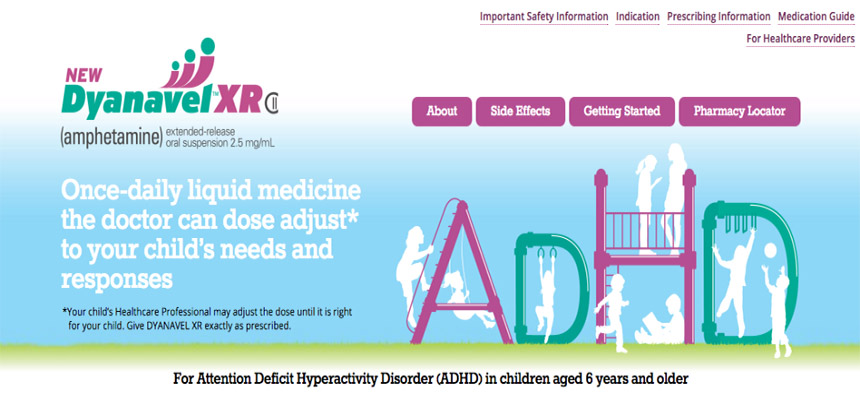 Important Safety Information Indication Prescribing Information Medication Guide
For Healthcare Providers
NEW
Dyanavel™ XR CII
(amphetamine) extended-release
oral suspension 2.5 mg/mL
About Side Effects Getting Started Pharmacy Locator
Once-daily liquid medicine
the doctor can dose adjust*
to your child's needs and
responses
*Your child's Healthcare Professional may adjust the dose until it is right
for your child. Give DYANAVEL XR exactly as prescribed.
ADHD
For Attention Deficit Hyperactivity Disorder (ADHD) in children aged 6 years and older